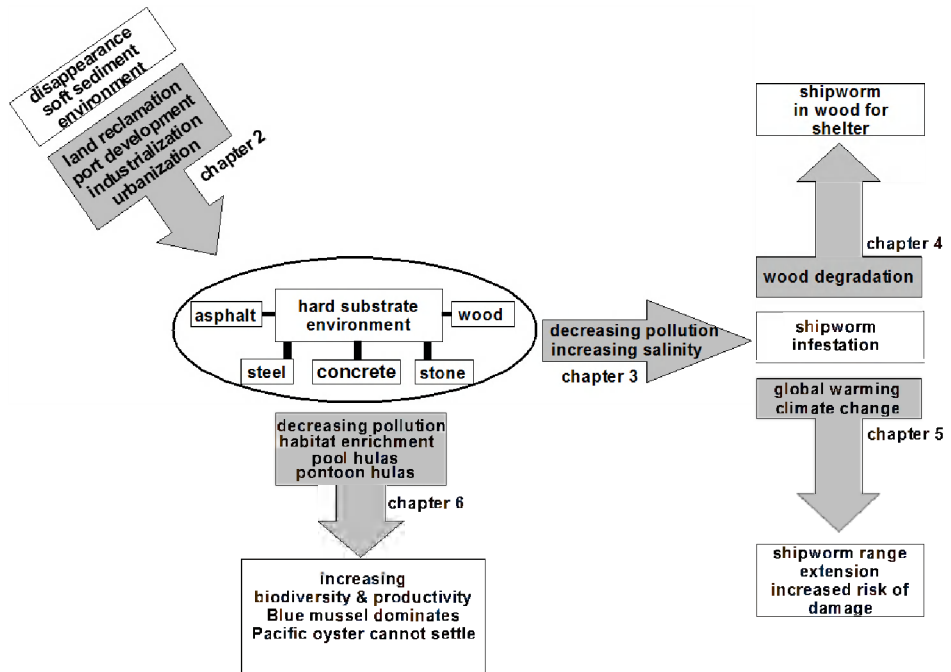 disappearance
soft sediment
environment
land reclamation
port development
industrialization
urbanization
chapter 2
hard substrate
environment
asphalt
wood
steel
concrete
stone
decreasing pollution
increasing salinity
chapter 3
shipworm
in wood for
shelter
chapter 4
wood degradation
shipworm
infestation
global warming
climate change
chapter 5
shipworm range
extension
increased risk of
damage
decreasing pollution
habitat enrichment
pool hulas
pontoon hulas
chapter 6
increasing
biodiversity & productivity
Blue mussel dominates
Pacific oyster cannot settle